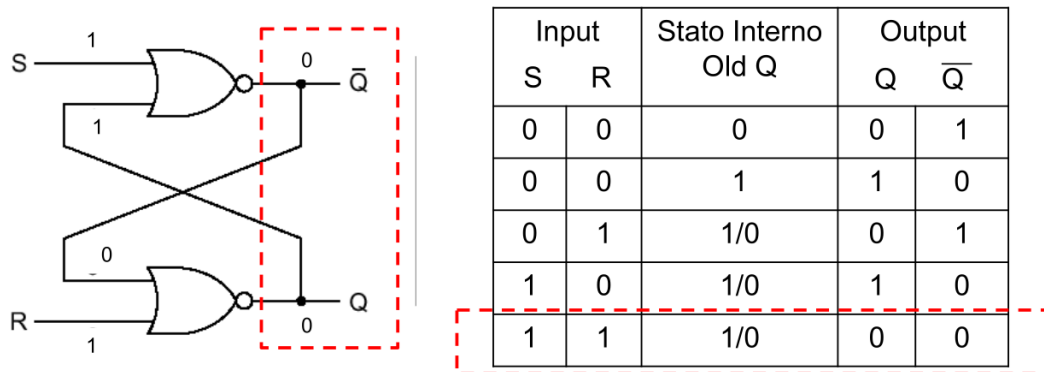 1
S
0
Q̄
1
0
Q
0
R
1
Input Stato Interno Output
S R Old Q Q Q̅
0 0 0 0 1
0 0 1 1 0
0 1 1/0 0 1
1 0 1/0 1 0
1 1 1/0 0 0